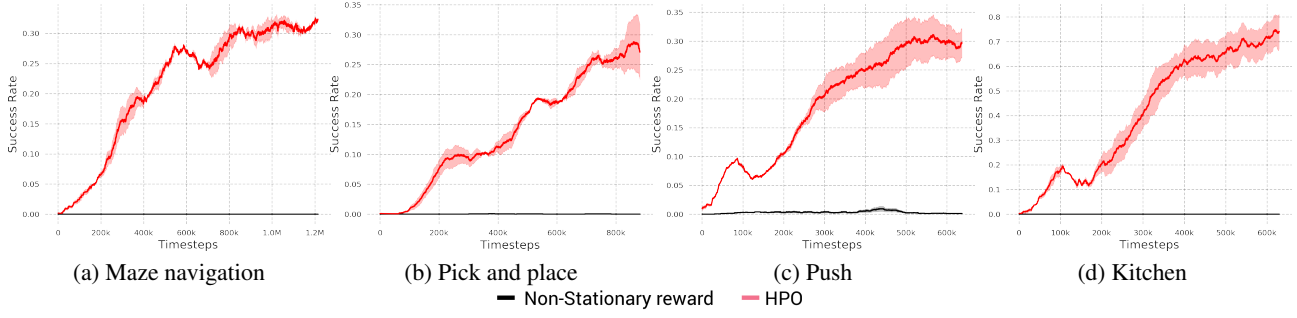 Success Rate
0.30
0.25
0.20
0.15
0.10
0.05
0.00
0 200k 400k 600k 800k 1.0M 1.2M
Timesteps
(a) Maze navigation
Success Rate
0.35
0.30
0.25
0.20
0.15
0.10
0.05
0.00
0 200k 400k 600k 800k
Timesteps
(b) Pick and place
Success Rate
0.35
0.30
0.25
0.20
0.15
0.10
0.05
0.00
0 100k 200k 300k 400k 500k 600k
Timesteps
(c) Push
Success Rate
0.8
0.7
0.6
0.5
0.4
0.3
0.2
0.1
0.0
0 100k 200k 300k 400k 500k 600k
Timesteps
(d) Kitchen
Non-Stationary reward HPO